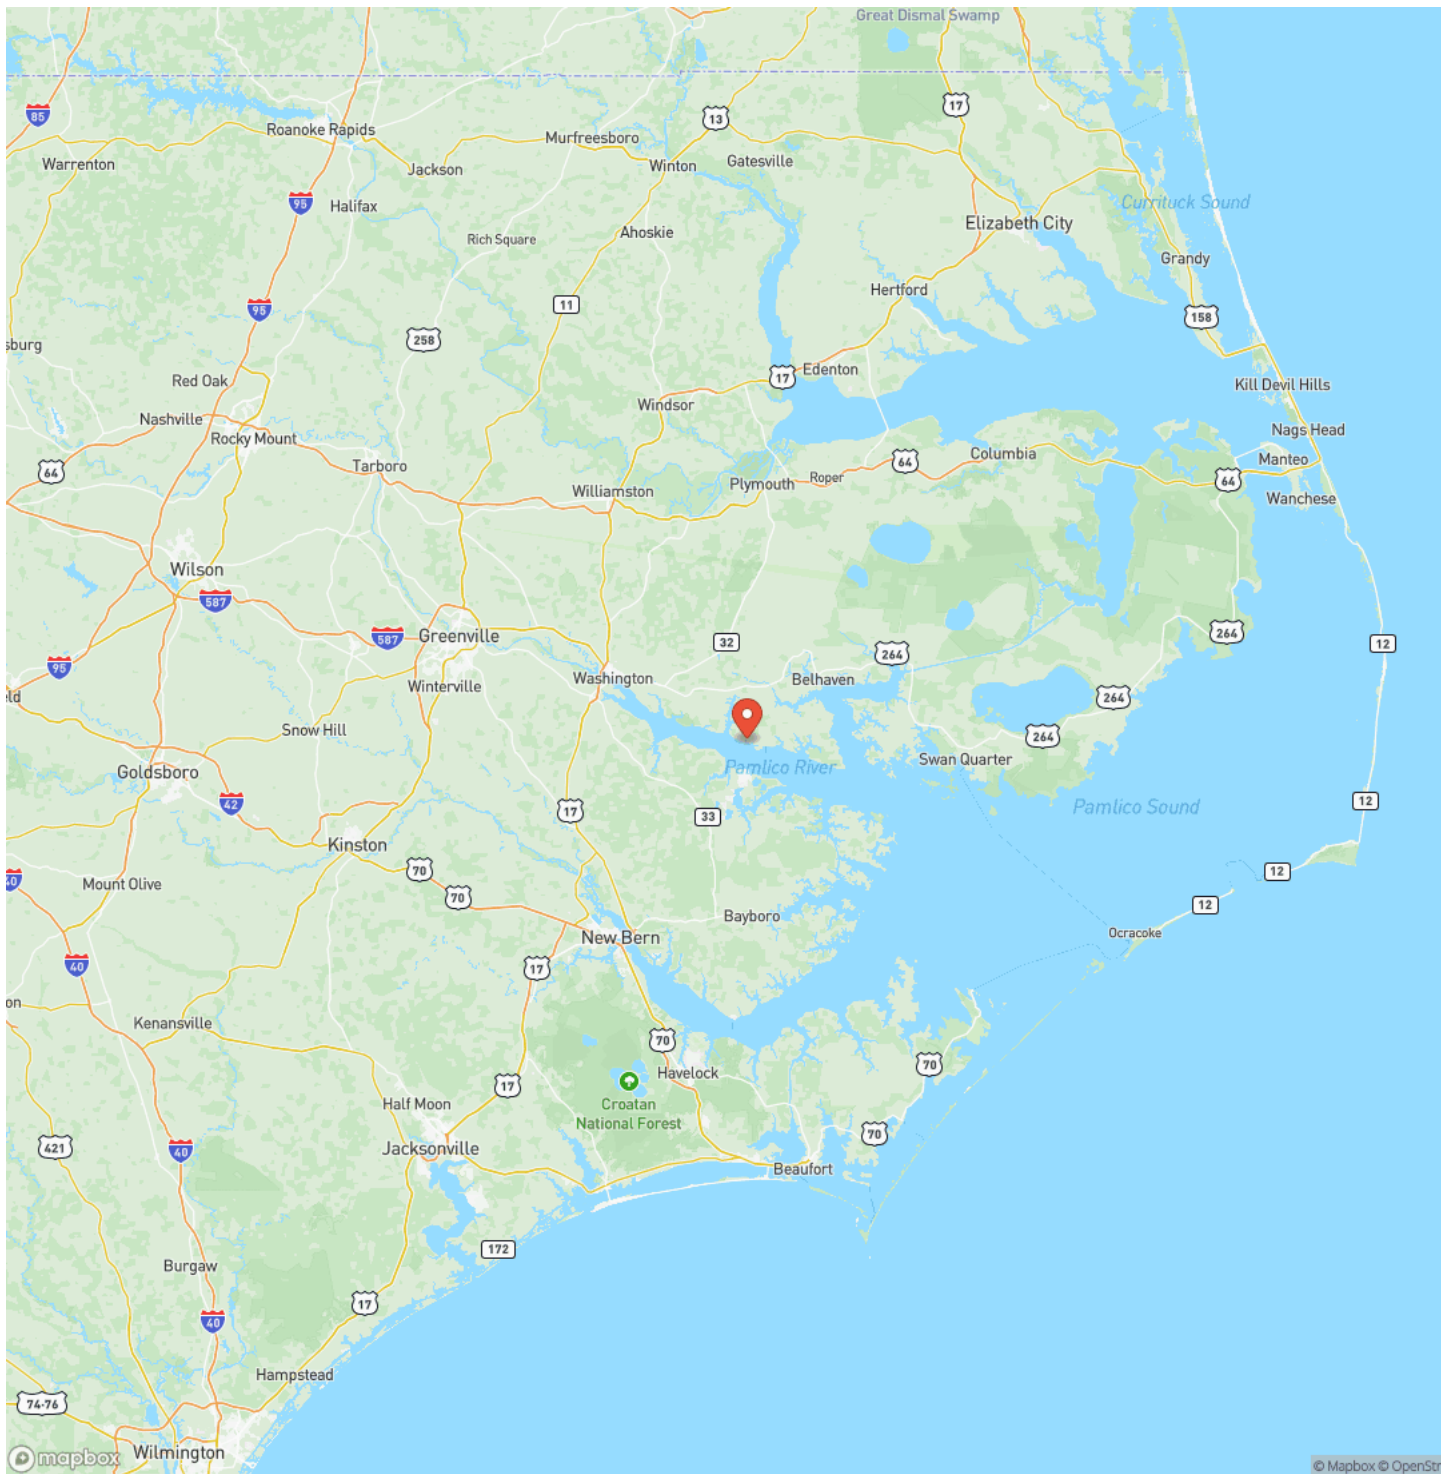 Great Dismal Swamp
85
17
13
Roanoke Rapids
Murfreesboro
Warrenton
Jackson
Winton
Gatesville
95
Halifax
Currituck Sound
Elizabeth City
Ahoskie
Rich Square
Grandy
Hertford
95
11
158
258
sburg
Edenton
17
Red Oak
Kill Devil Hills
Windsor
Nashville
Nags Head
Rocky Mount
Columbia
Manteo
64
Tarboro
64
Roper
64
Plymouth
Williamston
Wanchese
Wilson
587
Greenville
587
32
264
12
264
95
Washington
Belhaven
Winterville
264
ld
Snow Hill
264
Swan Quarter
Pamlico River
Goldsboro
42
Pamlico Sound
12
17
33
Kinston
70
12
40
Mount Olive
70
12
Bayboro
New Bern
Ocracoke
40
17
on
Kenansville
70
70
Havelock
17
Half Moon
Croatan
National Forest
70
421
40
Jacksonville
Beaufort
172
Burgaw
17
40
Hampstead
74-76
Wilmington
mapbox
© Mapbox © OpenStr